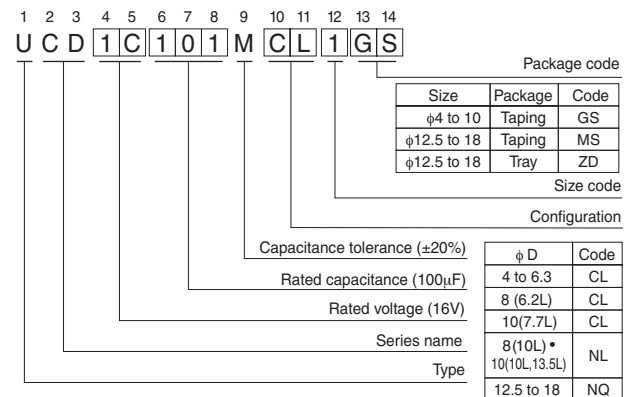 1 2 3 4 5 6 7 8 9 10 11 12 13 14
U C D 1 C 1 0 1 M C L 1 G S
Package code
Size Package Code
φ4 to 10 Taping GS
φ12.5 to 18 Taping MS
φ12.5 to 18 Tray ZD
Size code
Configuration
Capacitance tolerance (±20%)
Rated capacitance (100µF)
Rated voltage (16V)
Series name
Type
φ D Code
4 to 6.3 CL
8 (6.2L) CL
10(7.7L) CL
8(10L) •
10(10L,13.5L) NL
12.5 to 18 NQ